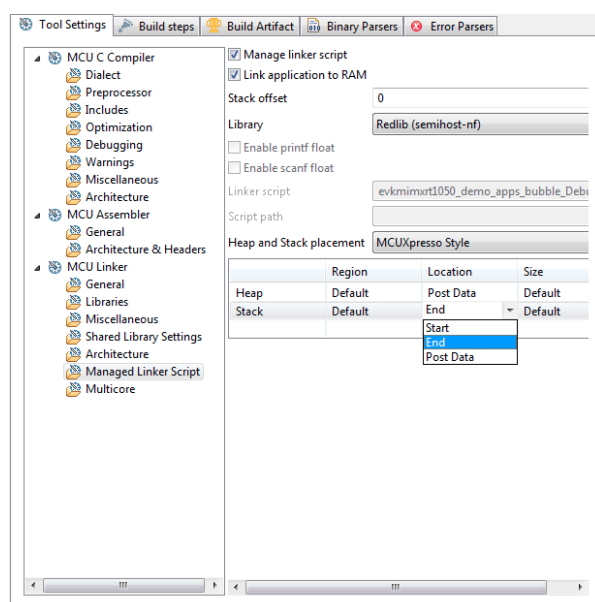 Tool Settings Build steps Build Artifact Binary Parsers Error Parsers
MCU C Compiler
Dialect
Preprocessor
Includes
Optimization
Debugging
Warnings
Miscellaneous
Architecture
MCU Assembler
General
Architecture & Headers
MCU Linker
General
Libraries
Miscellaneous
Shared Library Settings
Architecture
Managed Linker Script
Multicore
Manage linker script
Link application to RAM
Stack offset 0
Library Redlib (semihost-nf)
Enable printf float
Enable scanf float
Linker script evkmimxrt1050_demo_apps_bubble_Debu
Script path
Heap and Stack placement MCUXpresso Style
Region Location Size
Heap Default Post Data Default
Stack Default End Default
Start
End
Post Data